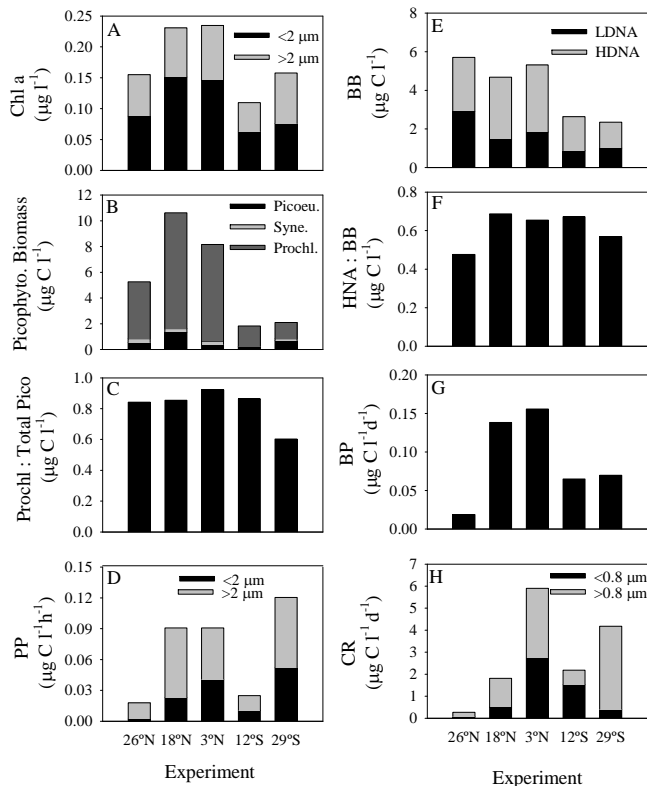 A
Chl a
(µg l⁻¹)
0.25
0.20
0.15
0.10
0.05
0.00
<2 µm
>2 µm
B
Picophyto. Biomass
(µg C l⁻¹)
12
10
8
6
4
2
0
Picoeu.
Syne.
Prochl.
C
Prochl : Total Pico
(µg C l⁻¹)
1.0
0.8
0.6
0.4
0.2
0.0
D
PP
(µg C l⁻¹h⁻¹)
0.15
0.12
0.09
0.06
0.03
0.00
<2 µm
>2 µm
26ºN 18ºN 3ºN 12ºS 29ºS
Experiment
E
BB
(µg C l⁻¹)
8
6
4
2
0
LDNA
HDNA
F
HNA : BB
(µg C l⁻¹)
0.8
0.6
0.4
0.2
0.0
G
BP
(µg C l⁻¹d⁻¹)
0.20
0.15
0.10
0.05
0.00
H
CR
(µg C l⁻¹d⁻¹)
7
6
5
4
3
2
1
0
<0.8 µm
>0.8 µm
26ºN 18ºN 3ºN 12ºS 29ºS
Experiment